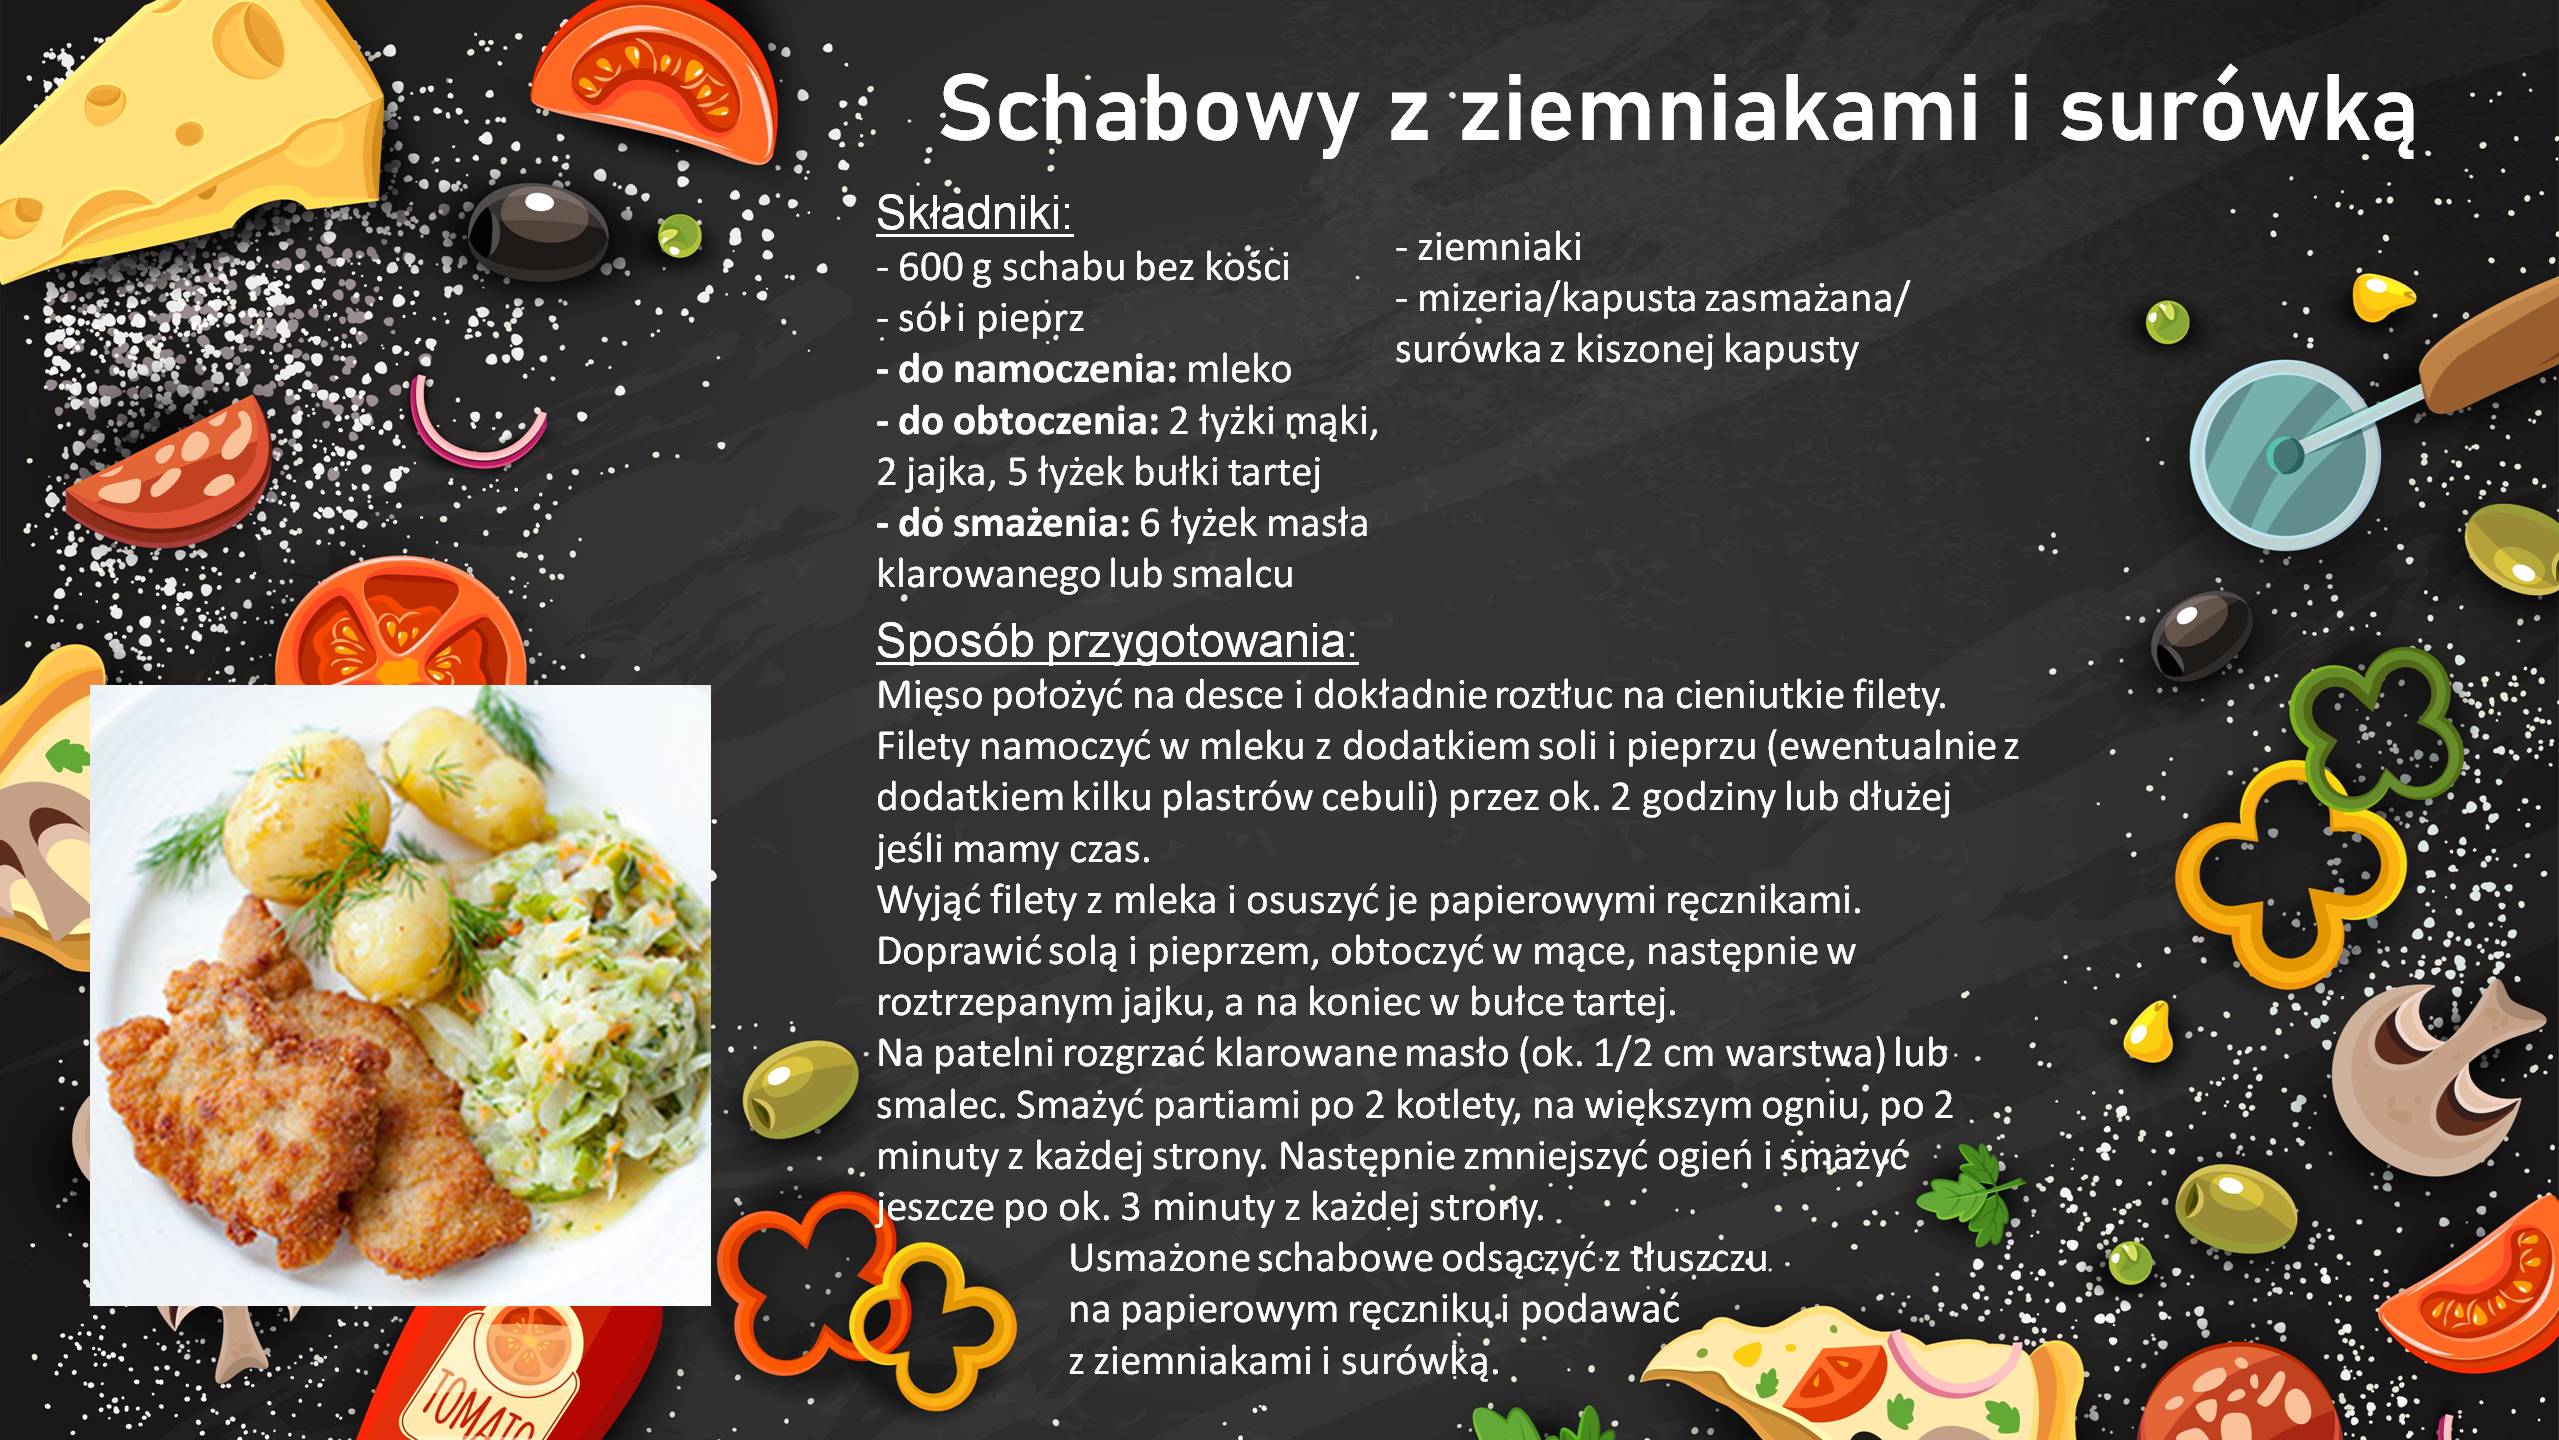 Schabowy z ziemniakami i surówką
Składniki:
- 600 g schabu bez kości
- sól i pieprz
- do namoczenia: mleko
- do obtoczenia: 2 łyżki mąki,
2 jajka, 5 łyżek bułki tartej
- do smażenia: 6 łyżek masła
klarowanego lub smalcu
- ziemniaki
- mizeria/kapusta zasmażana/
surówka z kiszonej kapusty
Sposób przygotowania:
Mięso położyć na desce i dokładnie roztłuc na cieniutkie filety.
Filety namoczyć w mleku z dodatkiem soli i pieprzu (ewentualnie z
dodatkiem kilku plastrów cebuli) przez ok. 2 godziny lub dłużej
jeśli mamy czas.
Wyjąć filety z mleka i osuszyć je papierowymi ręcznikami.
Doprawić solą i pieprzem, obtoczyć w mące, następnie w
roztrzepanym jajku, a na koniec w bułce tartej.
Na patelni rozgrzać klarowane masło (ok. 1/2 cm warstwa) lub
smalec. Smażyć partiami po 2 kotlety, na większym ogniu, po 2
minuty z każdej strony. Następnie zmniejszyć ogień i smażyć
jeszcze po ok. 3 minuty z każdej strony.
Usmażone schabowe odsączyć z tłuszczu
na papierowym ręczniku i podawać
z ziemniakami i surówką.
TOMATO